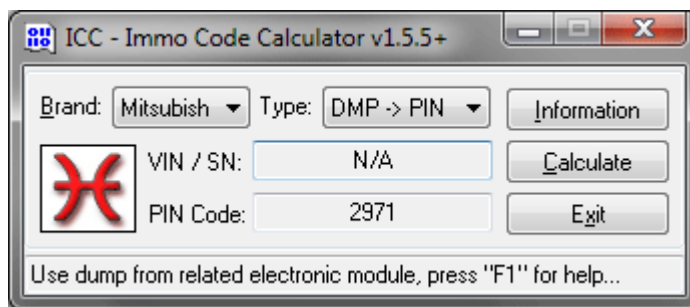 ICC - Immo Code Calculator v1.5.5+
Brand: Mitsubish Type: DMP -> PIN Information
VIN / SN: N/A Calculate
PIN Code: 2971 Exit
Use dump from related electronic module, press "F1" for help...